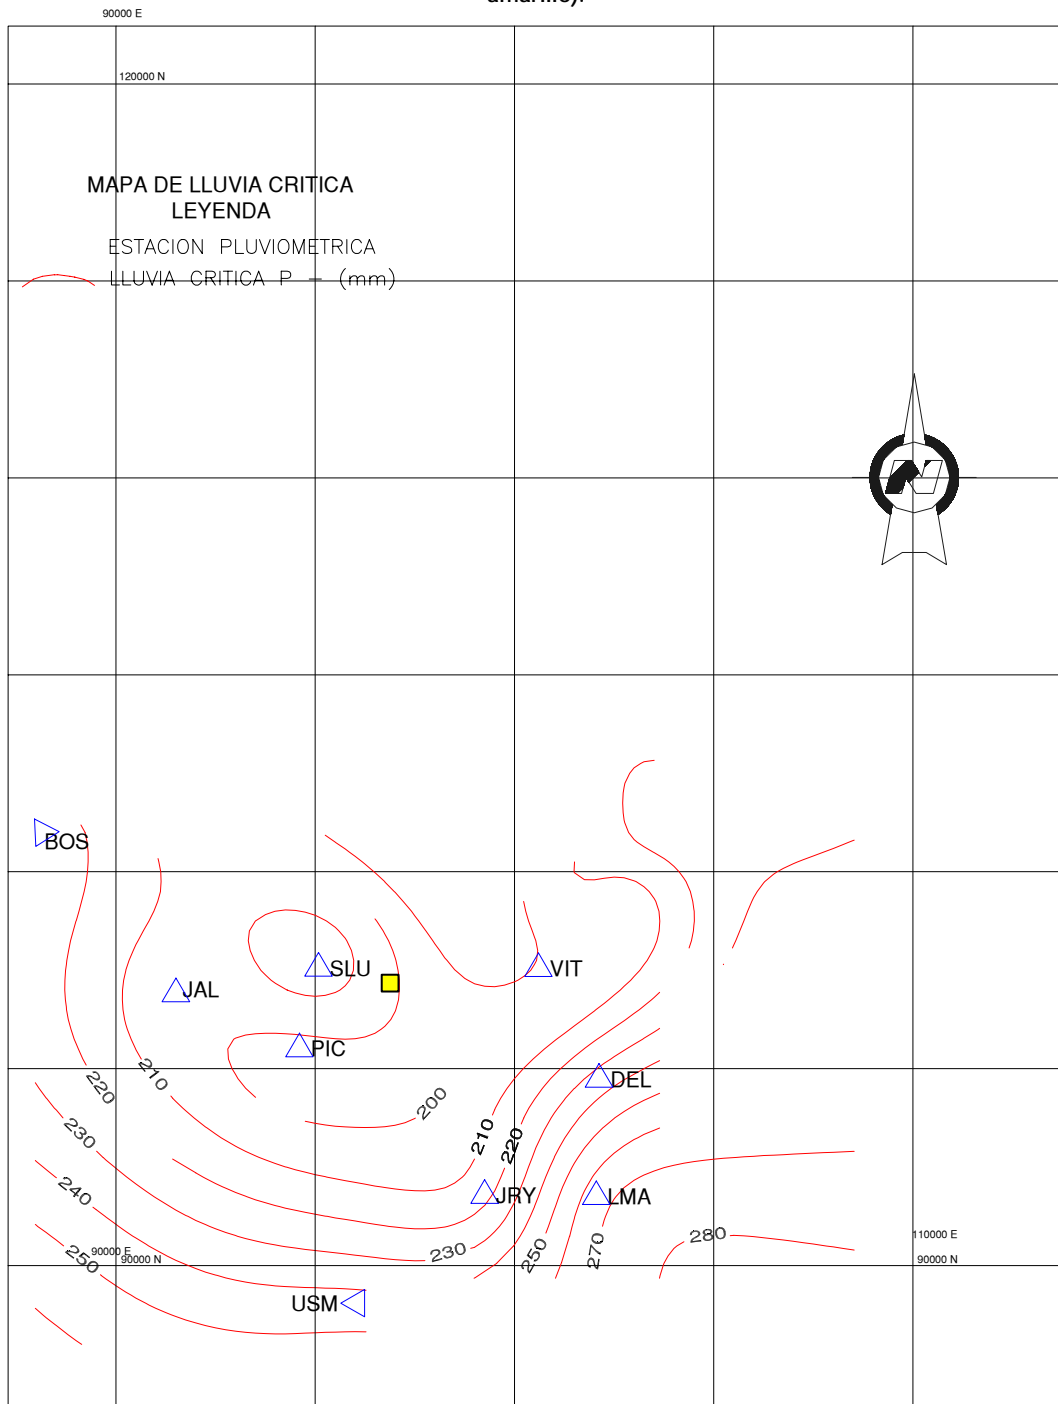 amarillo).
90000 E
120000 N
MAPA DE LLUVIA CRITICA
LEYENDA
ESTACION PLUVIOMETRICA
LLUVIA CRITICA P - (mm)
N
BOS
SLU
VIT
JAL
PIC
DEL
220
210
200
230
210
220
240
JRY
LMA
250
90000 E
90000 N
230
250
270
280
110000 E
90000 N
USM